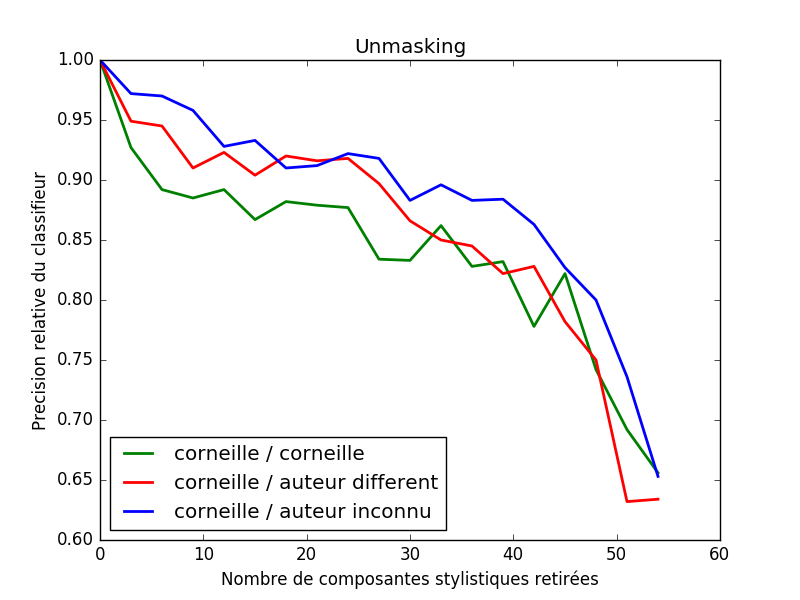 Unmasking
1.00
0.95
0.90
0.85
0.80
0.75
0.70
0.65
0.60
Precision relative du classifieur
corneille / corneille
corneille / auteur different
corneille / auteur inconnu
0 10 20 30 40 50 60
Nombre de composantes stylistiques retirées